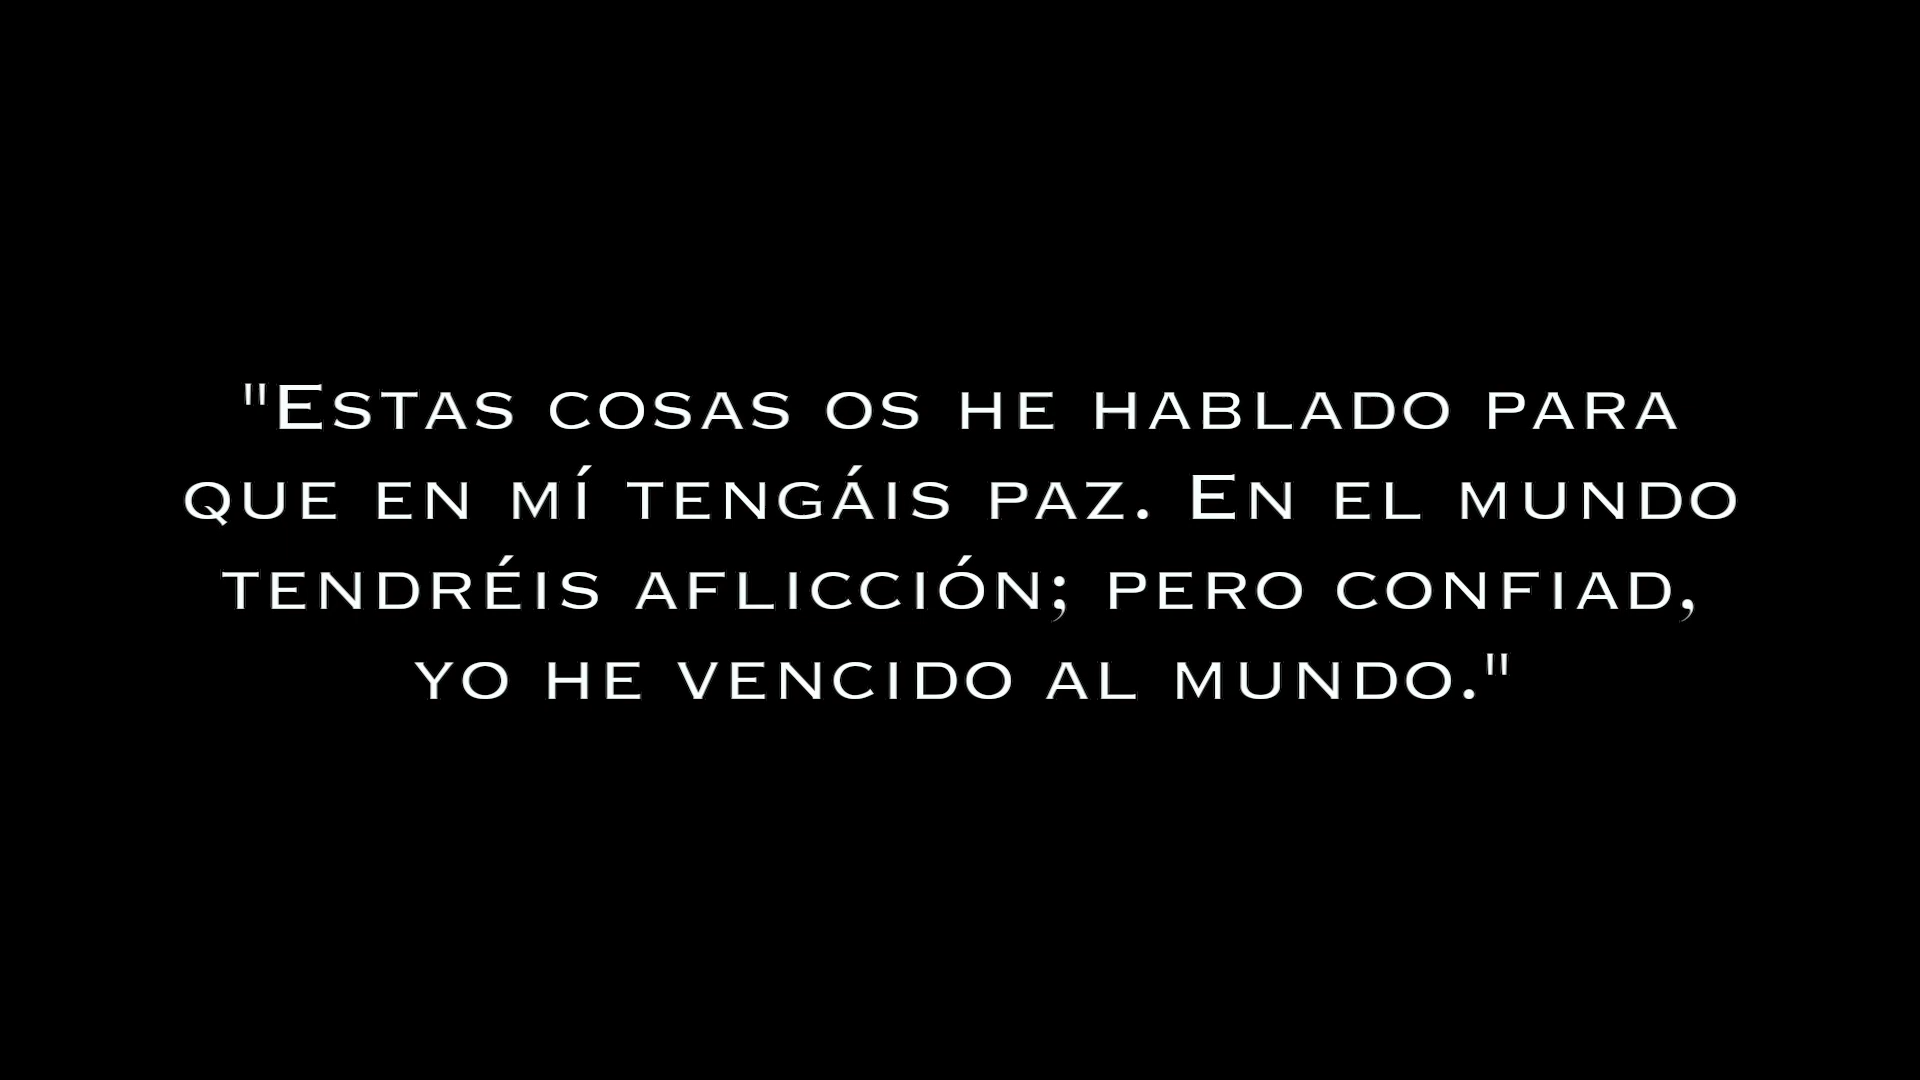 "Estas cosas os he hablado para
que en mí tengáis paz. En el mundo
tendréis aflicción; pero confiad,
yo he vencido al mundo."